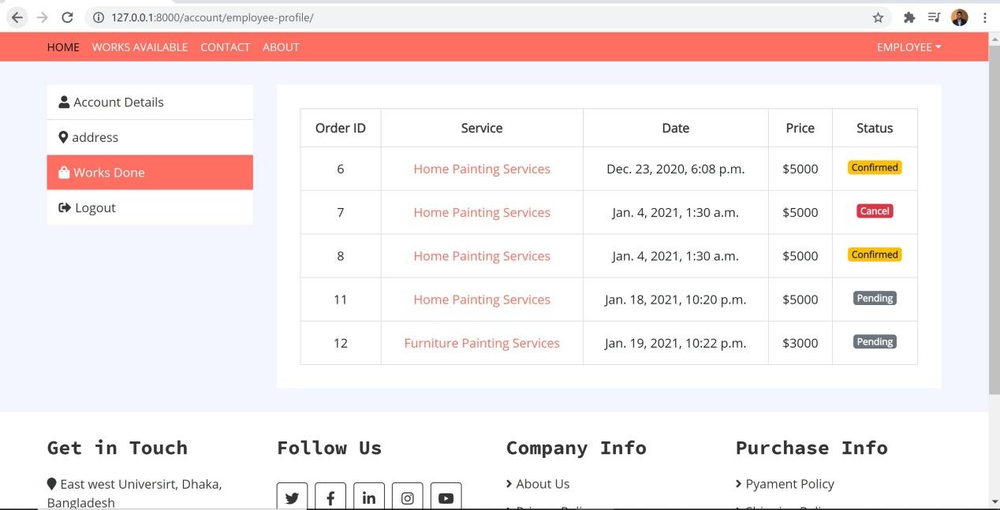 127.0.0.1:8000/account/employee-profile/
HOME WORKS AVAILABLE CONTACT ABOUT EMPLOYEE
Account Details
address
Works Done
Logout
Order ID Service Date Price Status
6 Home Painting Services Dec. 23, 2020, 6:08 p.m. $5000 Confirmed
7 Home Painting Services Jan. 4, 2021, 1:30 a.m. $5000 Cancel
8 Home Painting Services Jan. 4, 2021, 1:30 a.m. $5000 Confirmed
11 Home Painting Services Jan. 18, 2021, 10:20 p.m. $5000 Pending
12 Furniture Painting Services Jan. 19, 2021, 10:22 p.m. $3000 Pending
Get in Touch
East west Universirt, Dhaka,
Bangladesh
Follow Us
Company Info
About Us
Purchase Info
Pyament Policy